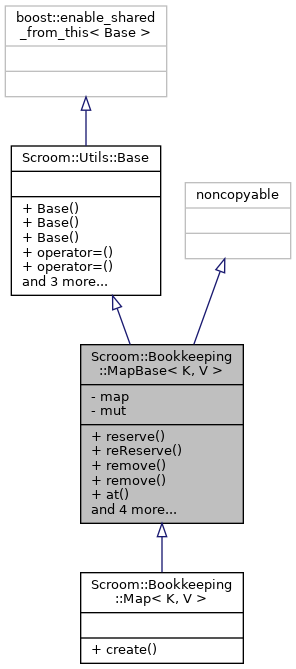 boost::enable_shared
_from_this< Base >
Scroom::Utils::Base
+ Base()
+ Base()
+ Base()
+ operator=()
+ operator=()
and 3 more...
noncopyable
Scroom::Bookkeeping
::MapBase< K, V >
- map
- mut
+ reserve()
+ reReserve()
+ remove()
+ remove()
+ at()
and 4 more...
Scroom::Bookkeeping
::Map< K, V >
+ create()